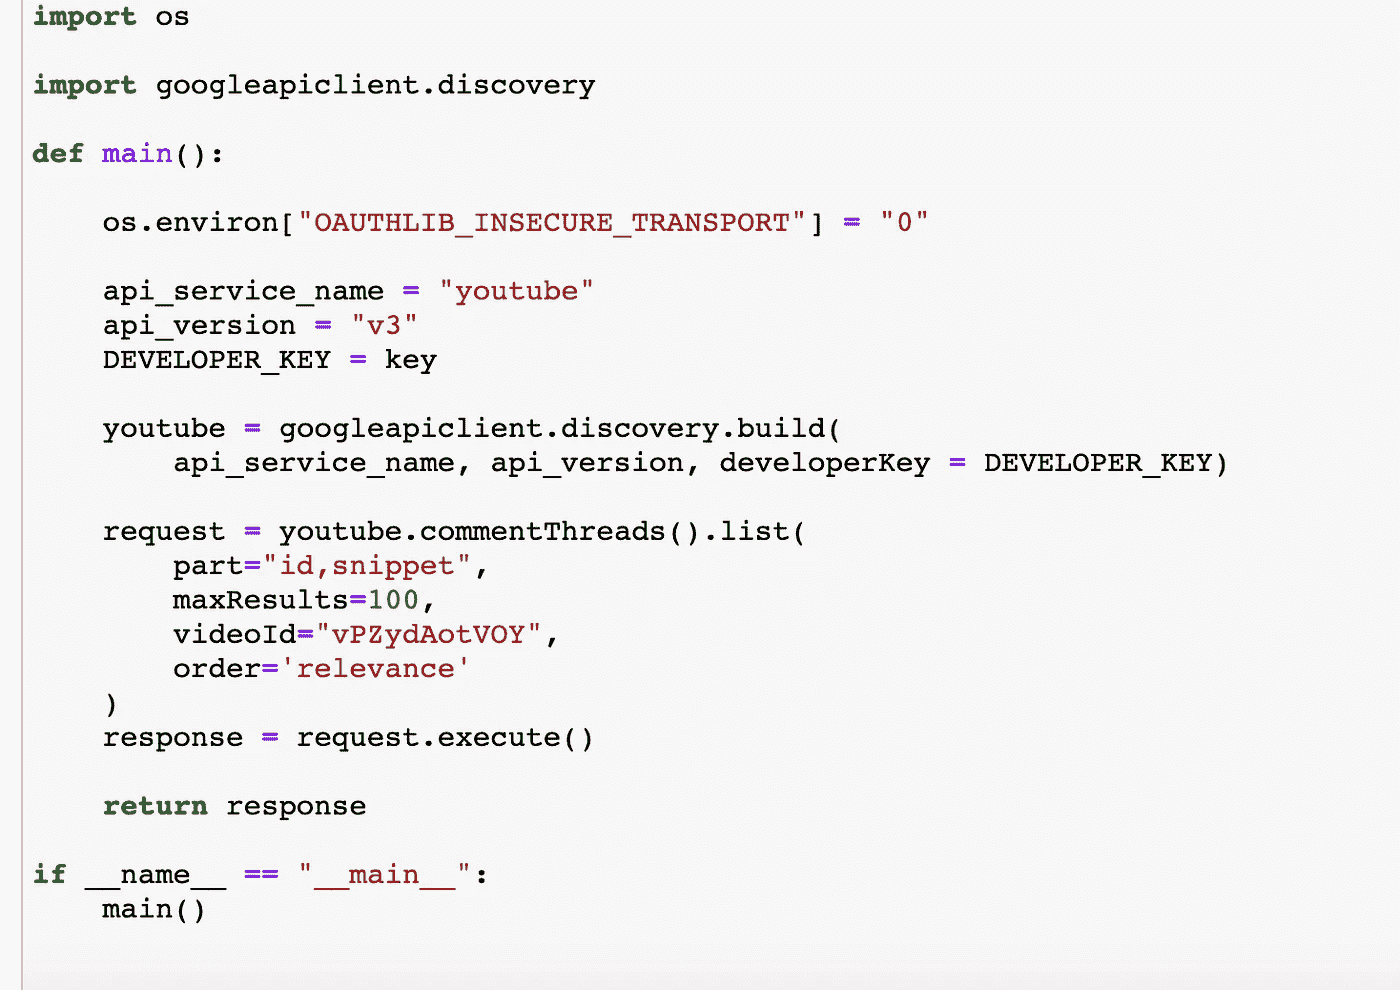 import os
import googleapiclient.discovery
def main():
os.environ["OAUTHLIB_INSECURE_TRANSPORT"] = "0"
api_service_name = "youtube"
api_version = "v3"
DEVELOPER_KEY = key
youtube = googleapiclient.discovery.build(
api_service_name, api_version, developerKey = DEVELOPER_KEY)
request = youtube.commentThreads().list(
part="id,snippet",
maxResults=100,
videoId="vPZydAotVOY",
order='relevance'
)
response = request.execute()
return response
if __name__ == "__main__":
main()